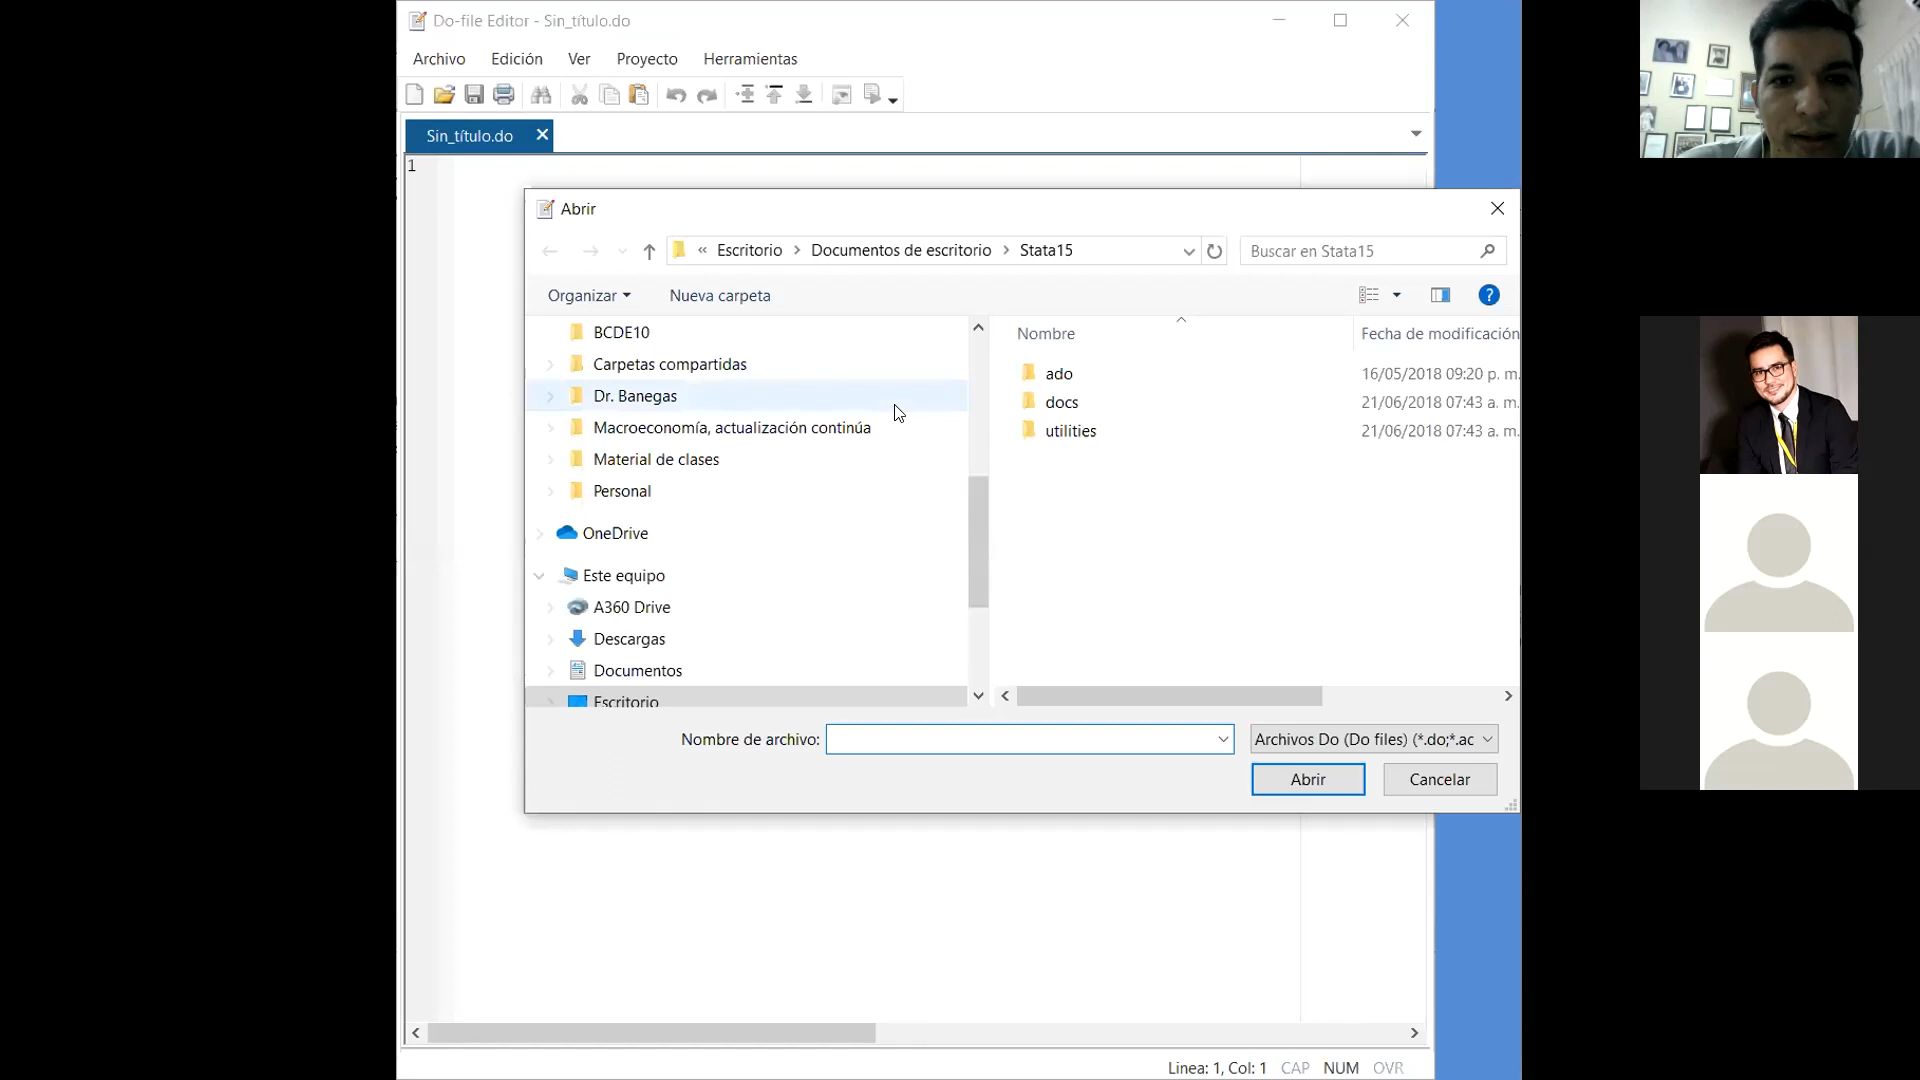 Do-file Editor - Sin_título.do
Archivo Edición Ver Proyecto Herramientas
Sin_título.do
1
Abrir
« Escritorio > Documentos de escritorio > Stata15
Buscar en Stata15
Organizar Nueva carpeta
BCDE10
Carpetas compartidas
Dr. Banegas
Macroeconomía, actualización continúa
Material de clases
Personal
OneDrive
Este equipo
A360 Drive
Descargas
Documentos
Escritorio
Nombre Fecha de modificación
ado 16/05/2018 09:20 p. m.
docs 21/06/2018 07:43 a. m.
utilities 21/06/2018 07:43 a. m.
Nombre de archivo: Archivos Do (Do files) (*.do;*.ac
Abrir Cancelar
Linea: 1, Col: 1 CAP NUM OVR